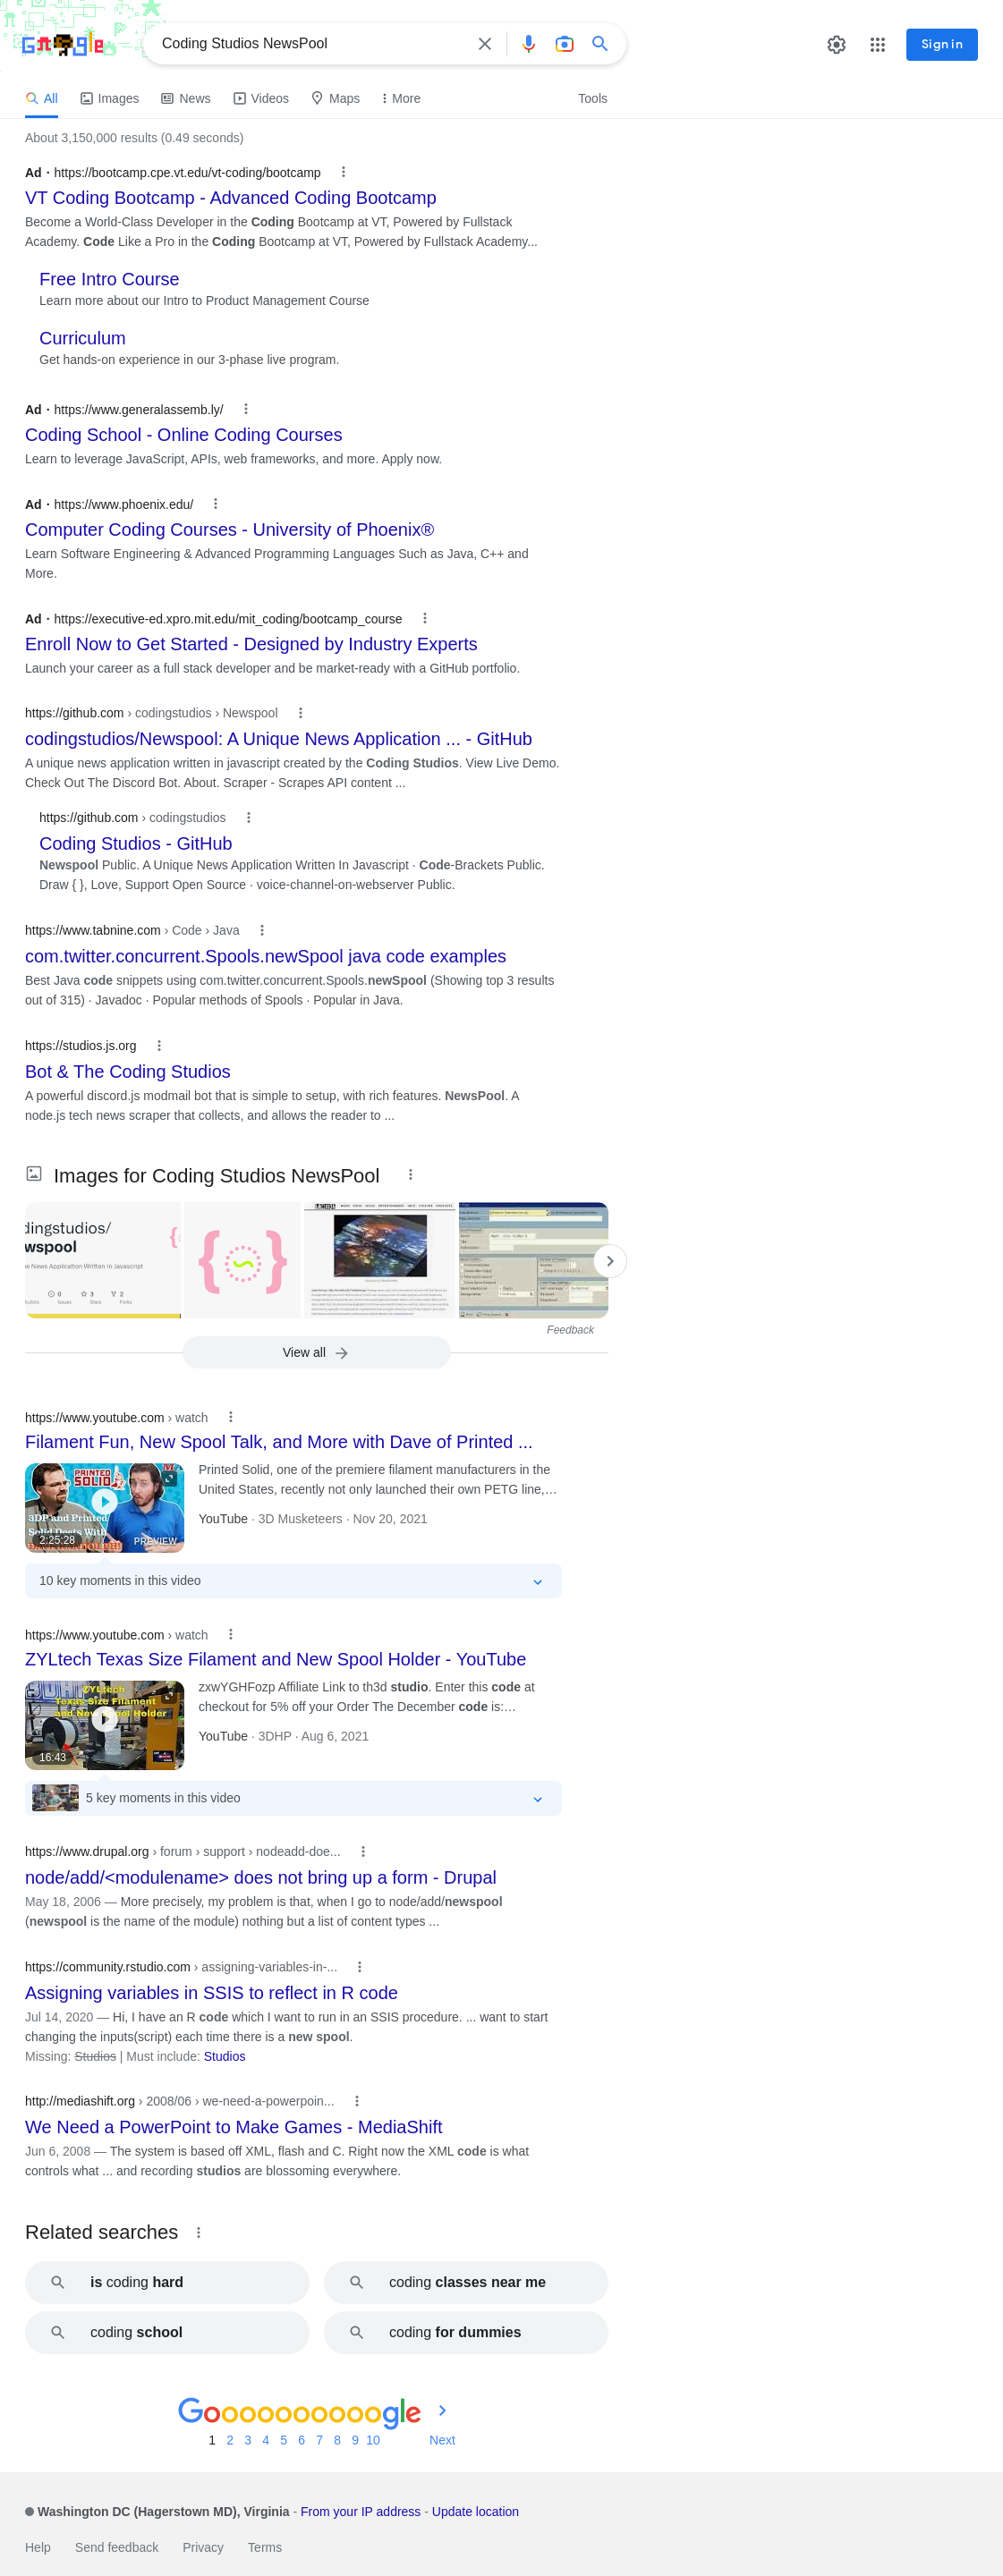 Coding Studios NewsPool
Sign in
All Images News Videos Maps More Tools
About 3,150,000 results (0.49 seconds)
Ad · https://bootcamp.cpe.vt.edu/vt-coding/bootcamp
VT Coding Bootcamp - Advanced Coding Bootcamp
Become a World-Class Developer in the Coding Bootcamp at VT, Powered by Fullstack
Academy. Code Like a Pro in the Coding Bootcamp at VT, Powered by Fullstack Academy...
Free Intro Course
Learn more about our Intro to Product Management Course
Curriculum
Get hands-on experience in our 3-phase live program.
Ad · https://www.generalassemb.ly/
Coding School - Online Coding Courses
Learn to leverage JavaScript, APIs, web frameworks, and more. Apply now.
Ad · https://www.phoenix.edu/
Computer Coding Courses - University of Phoenix®
Learn Software Engineering & Advanced Programming Languages Such as Java, C++ and
More.
Ad · https://executive-ed.xpro.mit.edu/mit_coding/bootcamp_course
Enroll Now to Get Started - Designed by Industry Experts
Launch your career as a full stack developer and be market-ready with a GitHub portfolio.
https://github.com › codingstudios › Newspool
codingstudios/Newspool: A Unique News Application ... - GitHub
A unique news application written in javascript created by the Coding Studios. View Live Demo.
Check Out The Discord Bot. About. Scraper - Scrapes API content ...
https://github.com › codingstudios
Coding Studios - GitHub
Newspool Public. A Unique News Application Written In Javascript · Code-Brackets Public.
Draw { }, Love, Support Open Source · voice-channel-on-webserver Public.
https://www.tabnine.com › Code › Java
com.twitter.concurrent.Spools.newSpool java code examples
Best Java code snippets using com.twitter.concurrent.Spools.newSpool (Showing top 3 results
out of 315) · Javadoc · Popular methods of Spools · Popular in Java.
https://studios.js.org
Bot & The Coding Studios
A powerful discord.js modmail bot that is simple to setup, with rich features. NewsPool. A
node.js tech news scraper that collects, and allows the reader to ...
Images for Coding Studios NewsPool
dingstudios/
wspool
News Application Written In Javascript
Feedback
View all
https://www.youtube.com › watch
Filament Fun, New Spool Talk, and More with Dave of Printed ...
PRINTED
SOLID
3DP and Printed
Solid Deets With
2:25:28
PREVIEW
Printed Solid, one of the premiere filament manufacturers in the
United States, recently not only launched their own PETG line,…
YouTube · 3D Musketeers · Nov 20, 2021
10 key moments in this video
https://www.youtube.com › watch
ZYLtech Texas Size Filament and New Spool Holder - YouTube
ZYLtech
Texas Size Filament
and New Spool Holder
16:43
zxwYGHFozp Affiliate Link to th3d studio. Enter this code at
checkout for 5% off your Order The December code is:…
YouTube · 3DHP · Aug 6, 2021
5 key moments in this video
https://www.drupal.org › forum › support › nodeadd-doe...
node/add/<modulename> does not bring up a form - Drupal
May 18, 2006 — More precisely, my problem is that, when I go to node/add/newspool
(newspool is the name of the module) nothing but a list of content types ...
https://community.rstudio.com › assigning-variables-in-...
Assigning variables in SSIS to reflect in R code
Jul 14, 2020 — Hi, I have an R code which I want to run in an SSIS procedure. ... want to start
changing the inputs(script) each time there is a new spool.
Missing: Studios | Must include: Studios
http://mediashift.org › 2008/06 › we-need-a-powerpoin...
We Need a PowerPoint to Make Games - MediaShift
Jun 6, 2008 — The system is based off XML, flash and C. Right now the XML code is what
controls what ... and recording studios are blossoming everywhere.
Related searches
is coding hard
coding classes near me
coding school
coding for dummies
Goooooooooogle
1 2 3 4 5 6 7 8 9 10 Next
Washington DC (Hagerstown MD), Virginia - From your IP address - Update location
Help Send feedback Privacy Terms